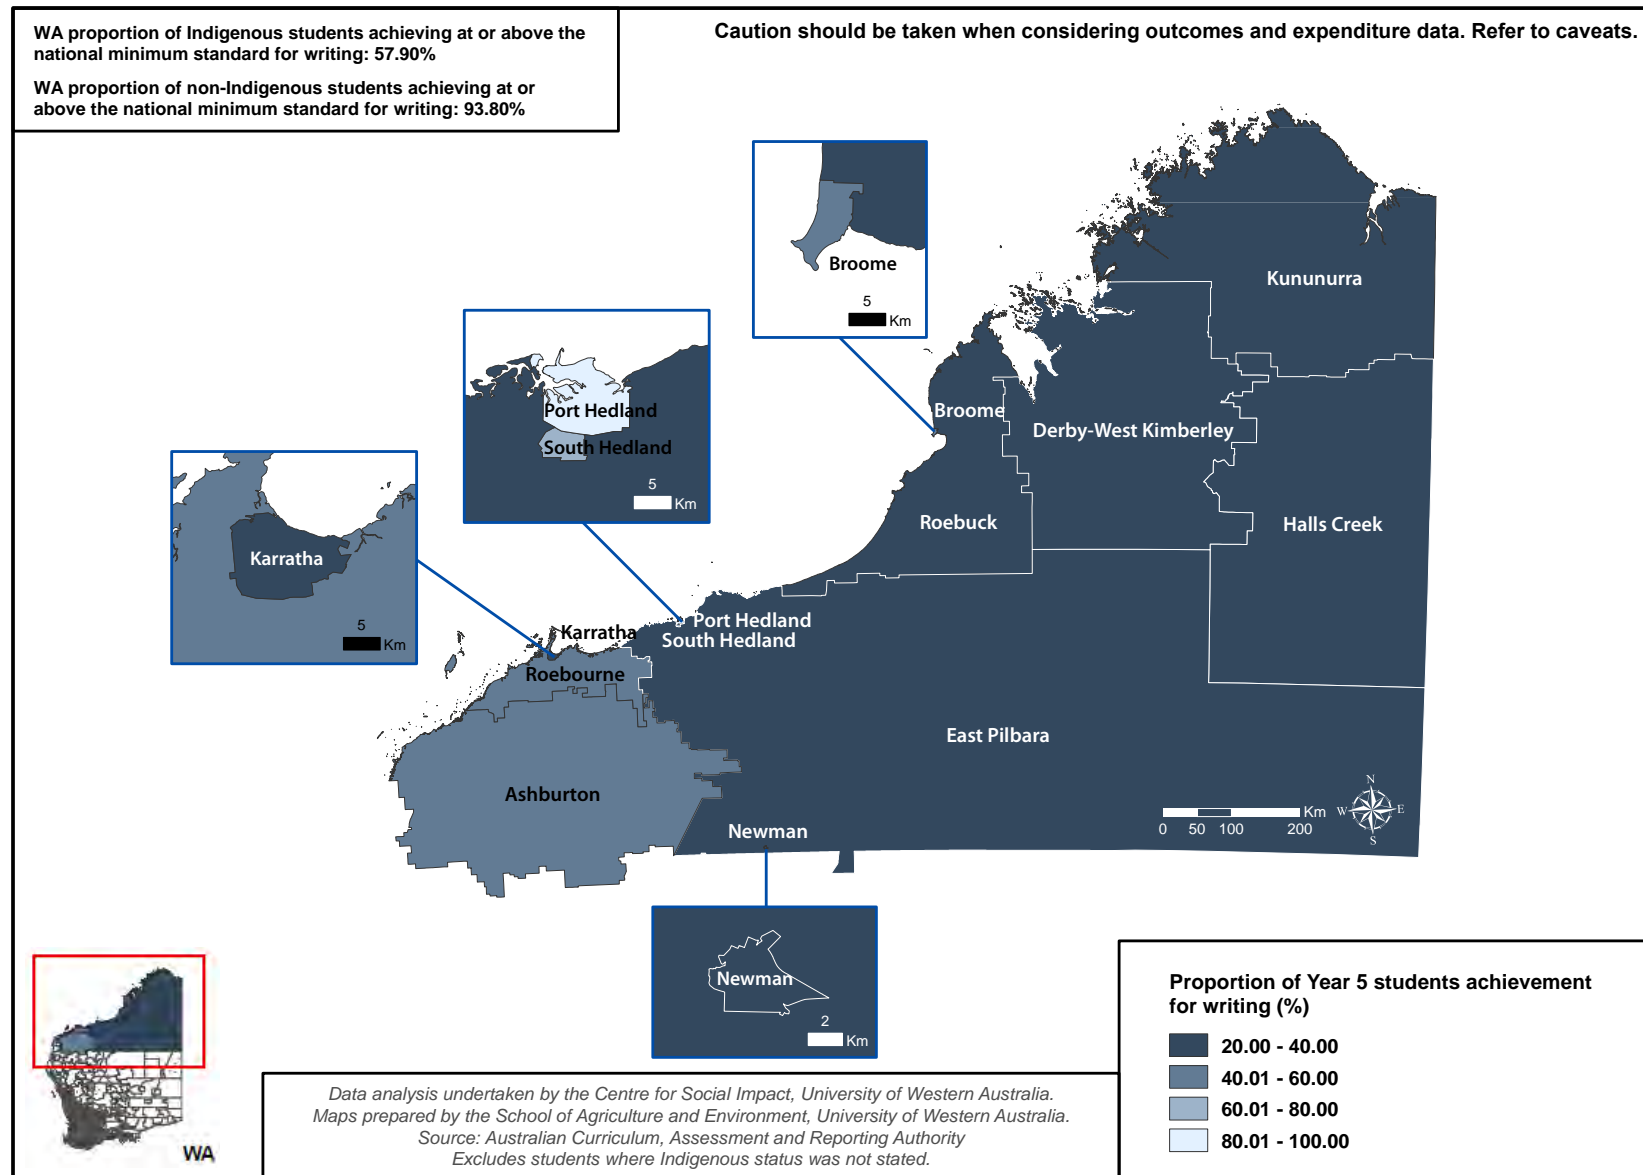 WA proportion of Indigenous students achieving at or above the
national minimum standard for writing: 57.90%
WA proportion of non-Indigenous students achieving at or
above the national minimum standard for writing: 93.80%
Caution should be taken when considering outcomes and expenditure data. Refer to caveats.
Broome
5
Km
Kununurra
Port Hedland
South Hedland
5
Km
Broome
Derby-West Kimberley
Karratha
5
Km
Roebuck
Halls Creek
Port Hedland
South Hedland
Karratha
Roebourne
East Pilbara
Ashburton
Newman
Km
0 50 100 200
N
W E
S
Newman
2
Km
WA
Data analysis undertaken by the Centre for Social Impact, University of Western Australia.
Maps prepared by the School of Agriculture and Environment, University of Western Australia.
Source: Australian Curriculum, Assessment and Reporting Authority
Excludes students where Indigenous status was not stated.
Proportion of Year 5 students achievement
for writing (%)
20.00 - 40.00
40.01 - 60.00
60.01 - 80.00
80.01 - 100.00